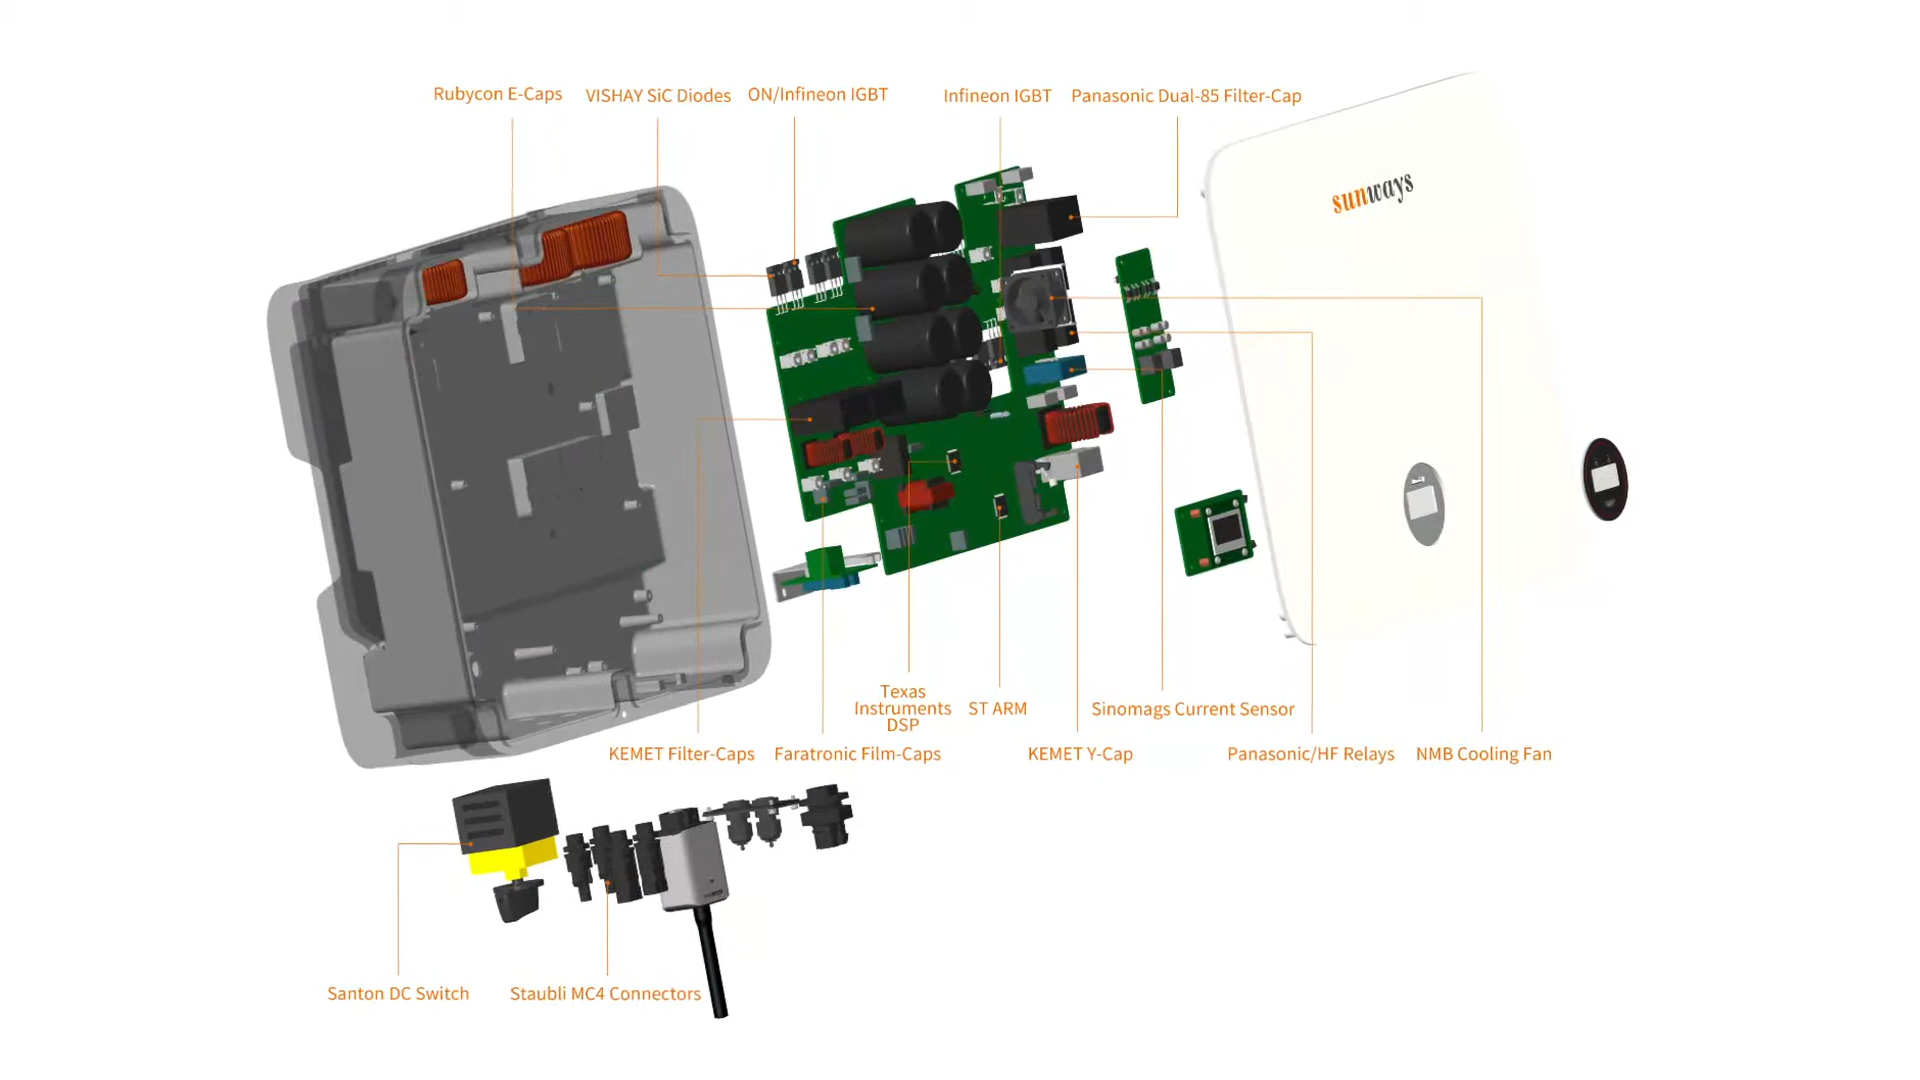 Rubycon E-Caps
VISHAY SiC Diodes
ON/Infineon IGBT
Infineon IGBT
Panasonic Dual-85 Filter-Cap
sunways
Texas
Instruments
DSP
ST ARM
Sinomags Current Sensor
KEMET Filter-Caps
Faratronic Film-Caps
KEMET Y-Cap
Panasonic/HF Relays
NMB Cooling Fan
Santon DC Switch
Staubli MC4 Connectors